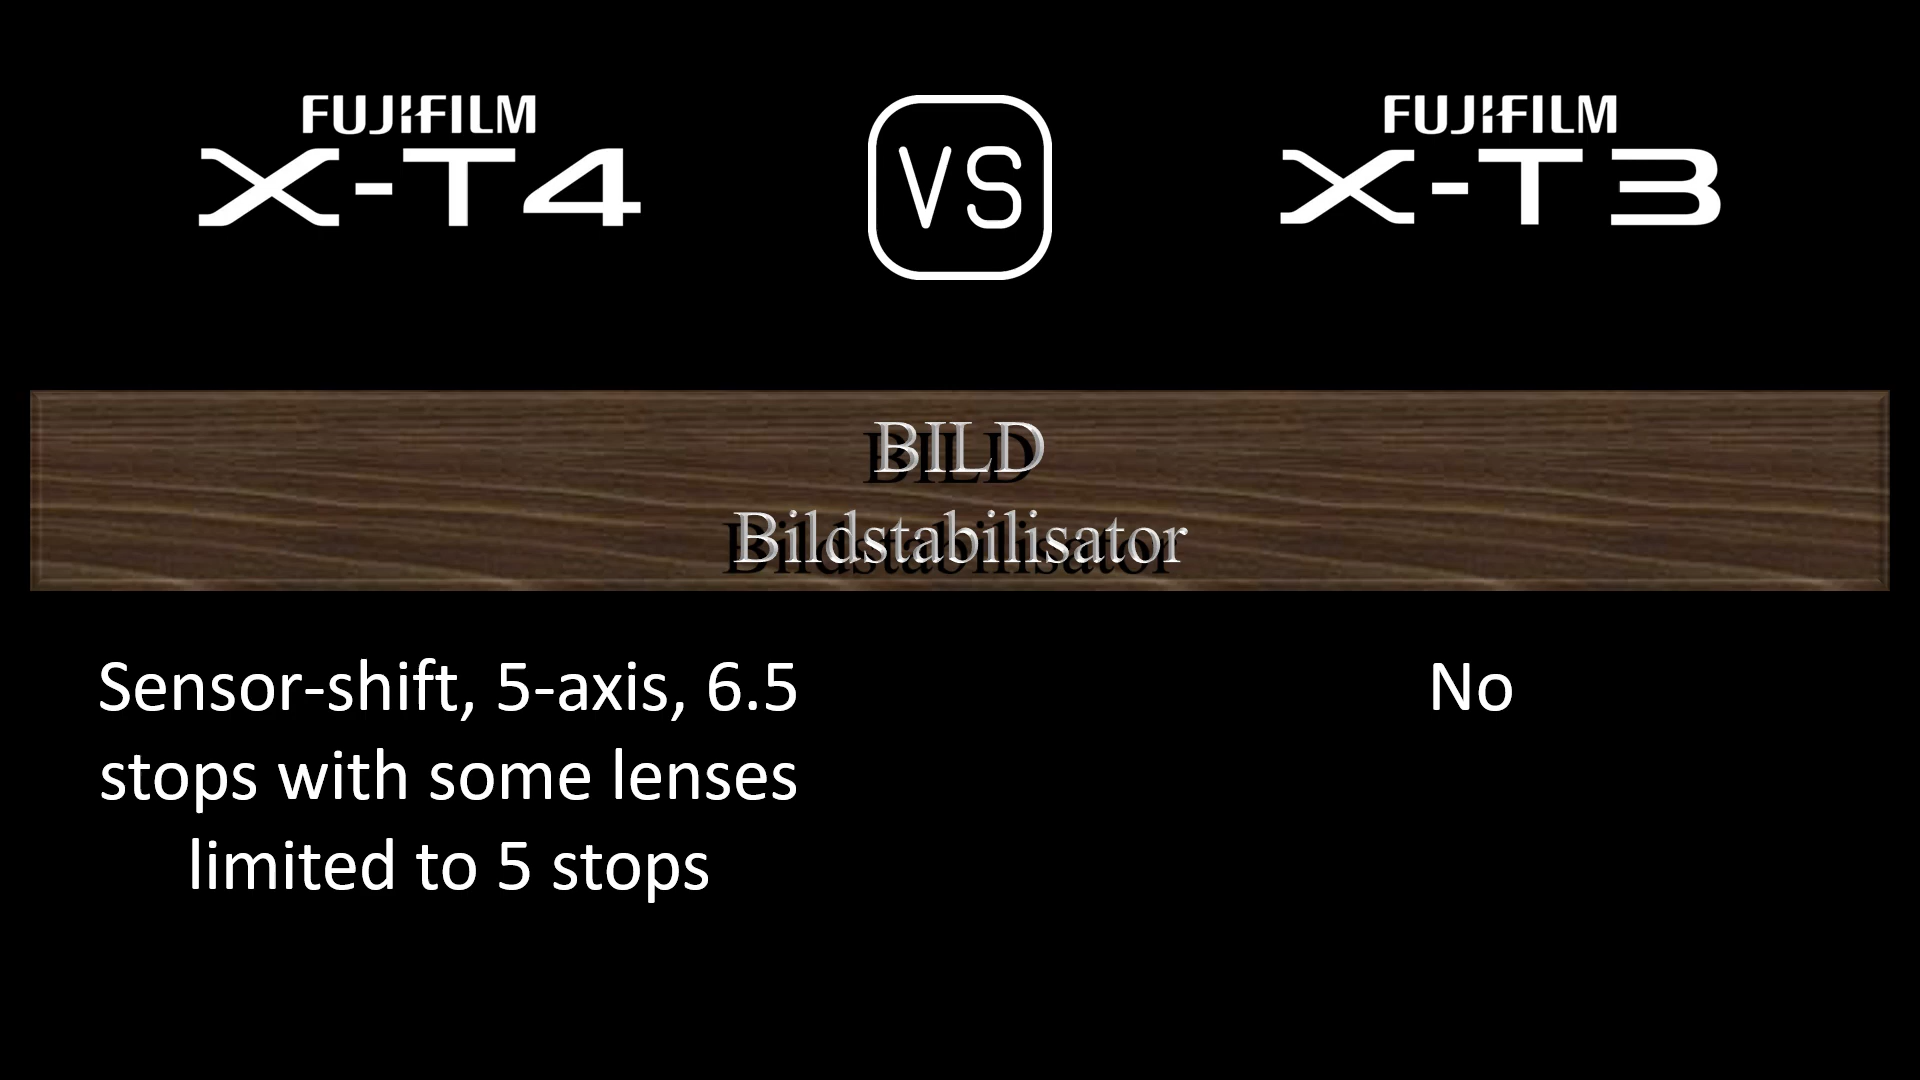 FUJIFILM
X-T4
VS
FUJIFILM
X-T3
BILD
Bildstabilisator
Sensor-shift, 5-axis, 6.5
stops with some lenses
limited to 5 stops
No